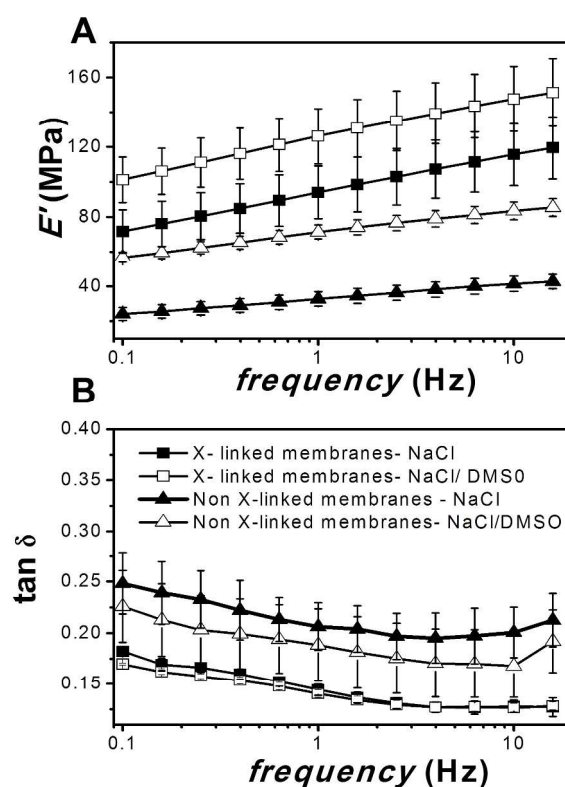 A
E' (MPa)
160
120
80
40
0.1
1
10
frequency (Hz)
B
tan δ
0.40
0.35
0.30
0.25
0.20
0.15
X- linked membranes- NaCl
X- linked membranes- NaCl/ DMS0
Non X-linked membranes - NaCl
Non X-linked membranes- NaCl/DMSO
0.1
1
10
frequency (Hz)